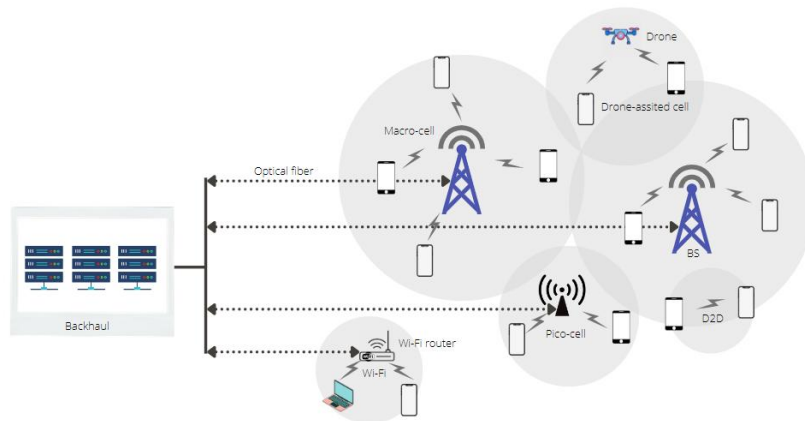 Drone
Drone-assited cell
Macro-cell
Optical fiber
BS
Backhaul
Pico-cell
D2D
Wi-Fi router
Wi-Fi